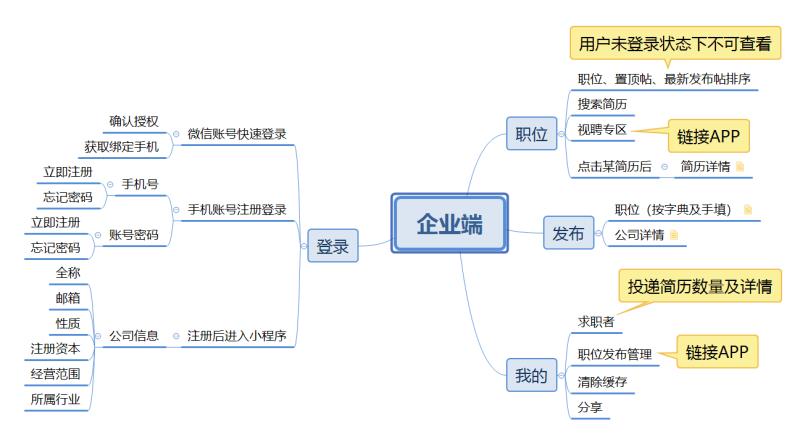 企业端
登录
微信账号快速登录
确认授权
获取绑定手机
手机账号注册登录
手机号
立即注册
忘记密码
账号密码
立即注册
忘记密码
注册后进入小程序
公司信息
全称
邮箱
性质
注册资本
经营范围
所属行业
职位
用户未登录状态下不可查看
职位、置顶帖、最新发布帖排序
搜索简历
视聘专区
链接APP
点击某简历后
简历详情
发布
职位（按字典及手填）
公司详情
我的
投递简历数量及详情
求职者
职位发布管理
链接APP
清除缓存
分享